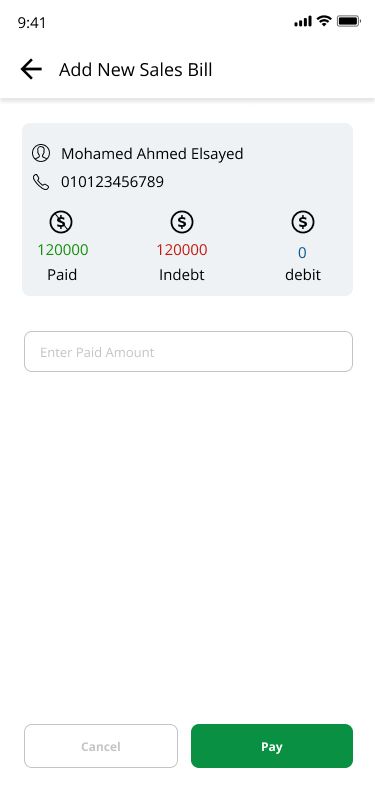 9:41
Add New Sales Bill
Mohamed Ahmed Elsayed
010123456789
120000 120000 0
Paid Indebt debit
Enter Paid Amount
Cancel Pay